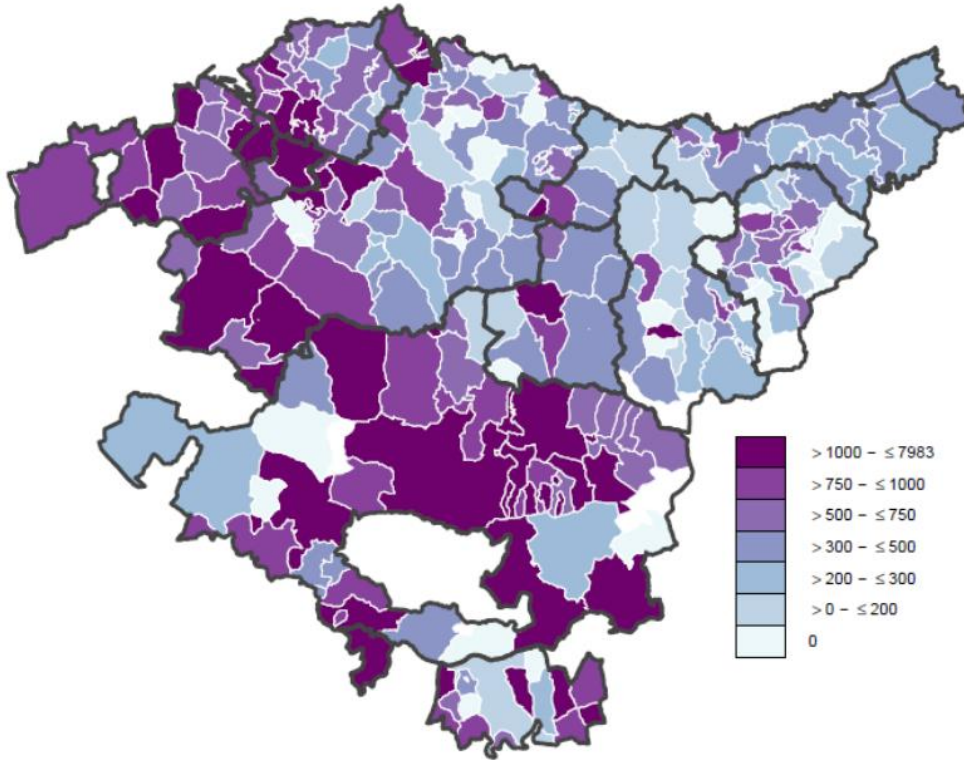 > 1000 – ≤ 7983
> 750 – ≤ 1000
> 500 – ≤ 750
> 300 – ≤ 500
> 200 – ≤ 300
> 0 – ≤ 200
0